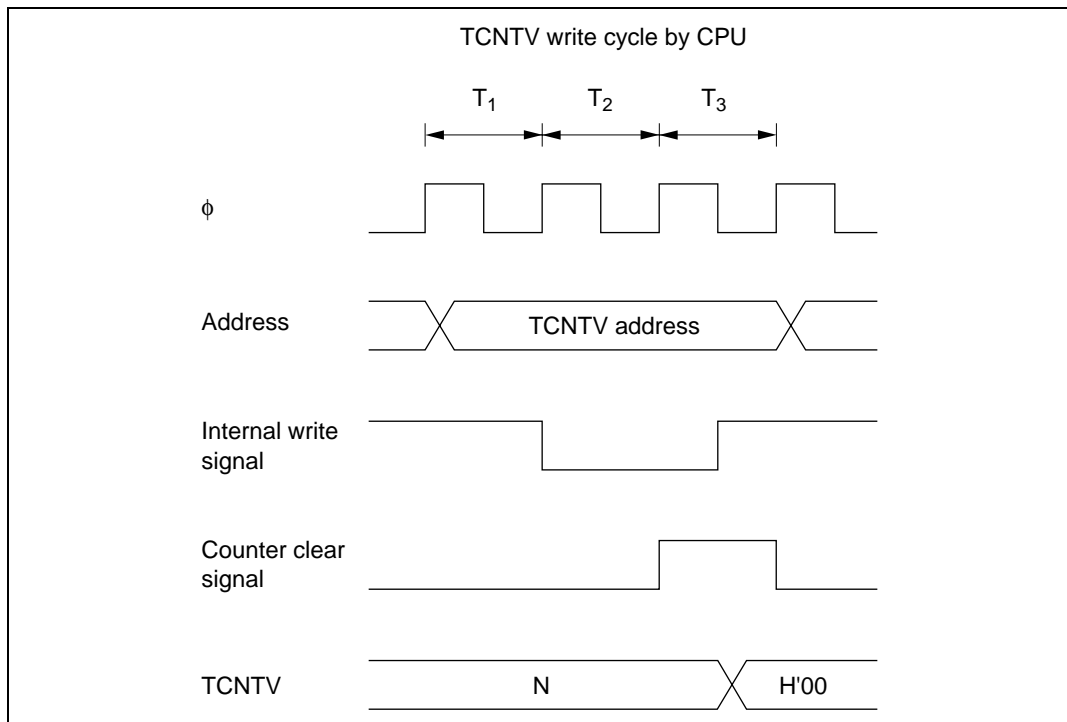 TCNTV write cycle by CPU
T₁ T₂ T₃
ϕ
Address
TCNTV address
Internal write
signal
Counter clear
signal
TCNTV
N
H'00